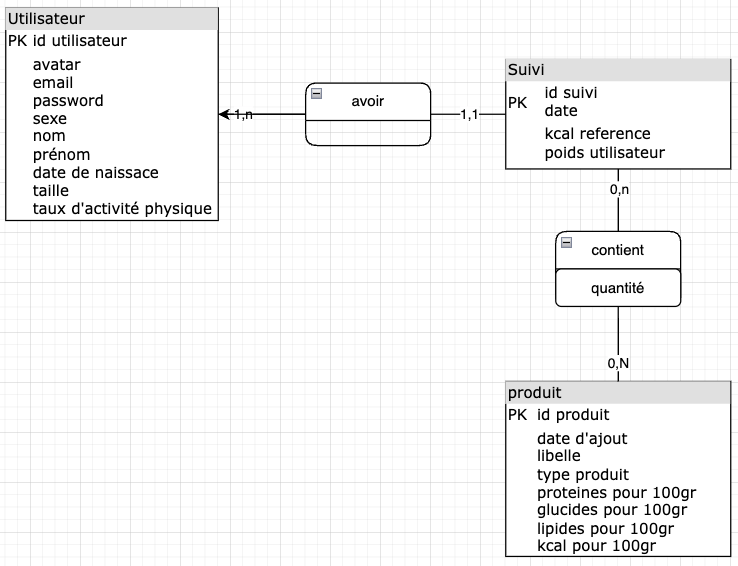 Utilisateur
PK id utilisateur
avatar
email
password
sexe
nom
prénom
date de naissace
taille
taux d'activité physique
1,n
avoir
1,1
Suivi
PK
id suivi
date
kcal reference
poids utilisateur
0,n
contient
quantité
0,N
produit
PK id produit
date d'ajout
libelle
type produit
proteines pour 100gr
glucides pour 100gr
lipides pour 100gr
kcal pour 100gr